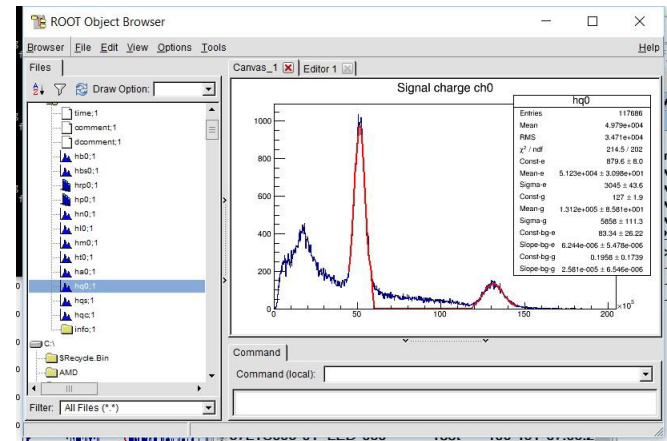 ROOT Object Browser
Browser File Edit View Options Tools
Help
Files
Draw Option:
time;1
comment;1
dcomment;1
hb0;1
hbs0;1
hrp0;1
hp0;1
hn0;1
hl0;1
hm0;1
ht0;1
ha0;1
hq0;1
hqs;1
hqc;1
info;1
C:\
$Recycle.Bin
AMD
Filter: All Files (*.*)
Canvas_1 Editor 1
Signal charge ch0
hq0
Entries 117686
Mean 4.979e+004
RMS 3.471e+004
χ² / ndf 214.5 / 202
Const-e 879.6 ± 8.0
Mean-e 5.123e+004 ± 3.098e+001
Sigma-e 3045 ± 43.6
Const-g 127 ± 1.9
Mean-g 1.312e+005 ± 8.581e+001
Sigma-g 5858 ± 111.3
Const-bg-e 83.34 ± 26.22
Slope-bg-e 6.244e-006 ± 5.478e-006
Const-bg-g 0.1958 ± 0.1739
Slope-bg-g 2.581e-005 ± 6.546e-006
1000
800
600
400
200
0
0 50 100 150 200
×10³
Command
Command (local):